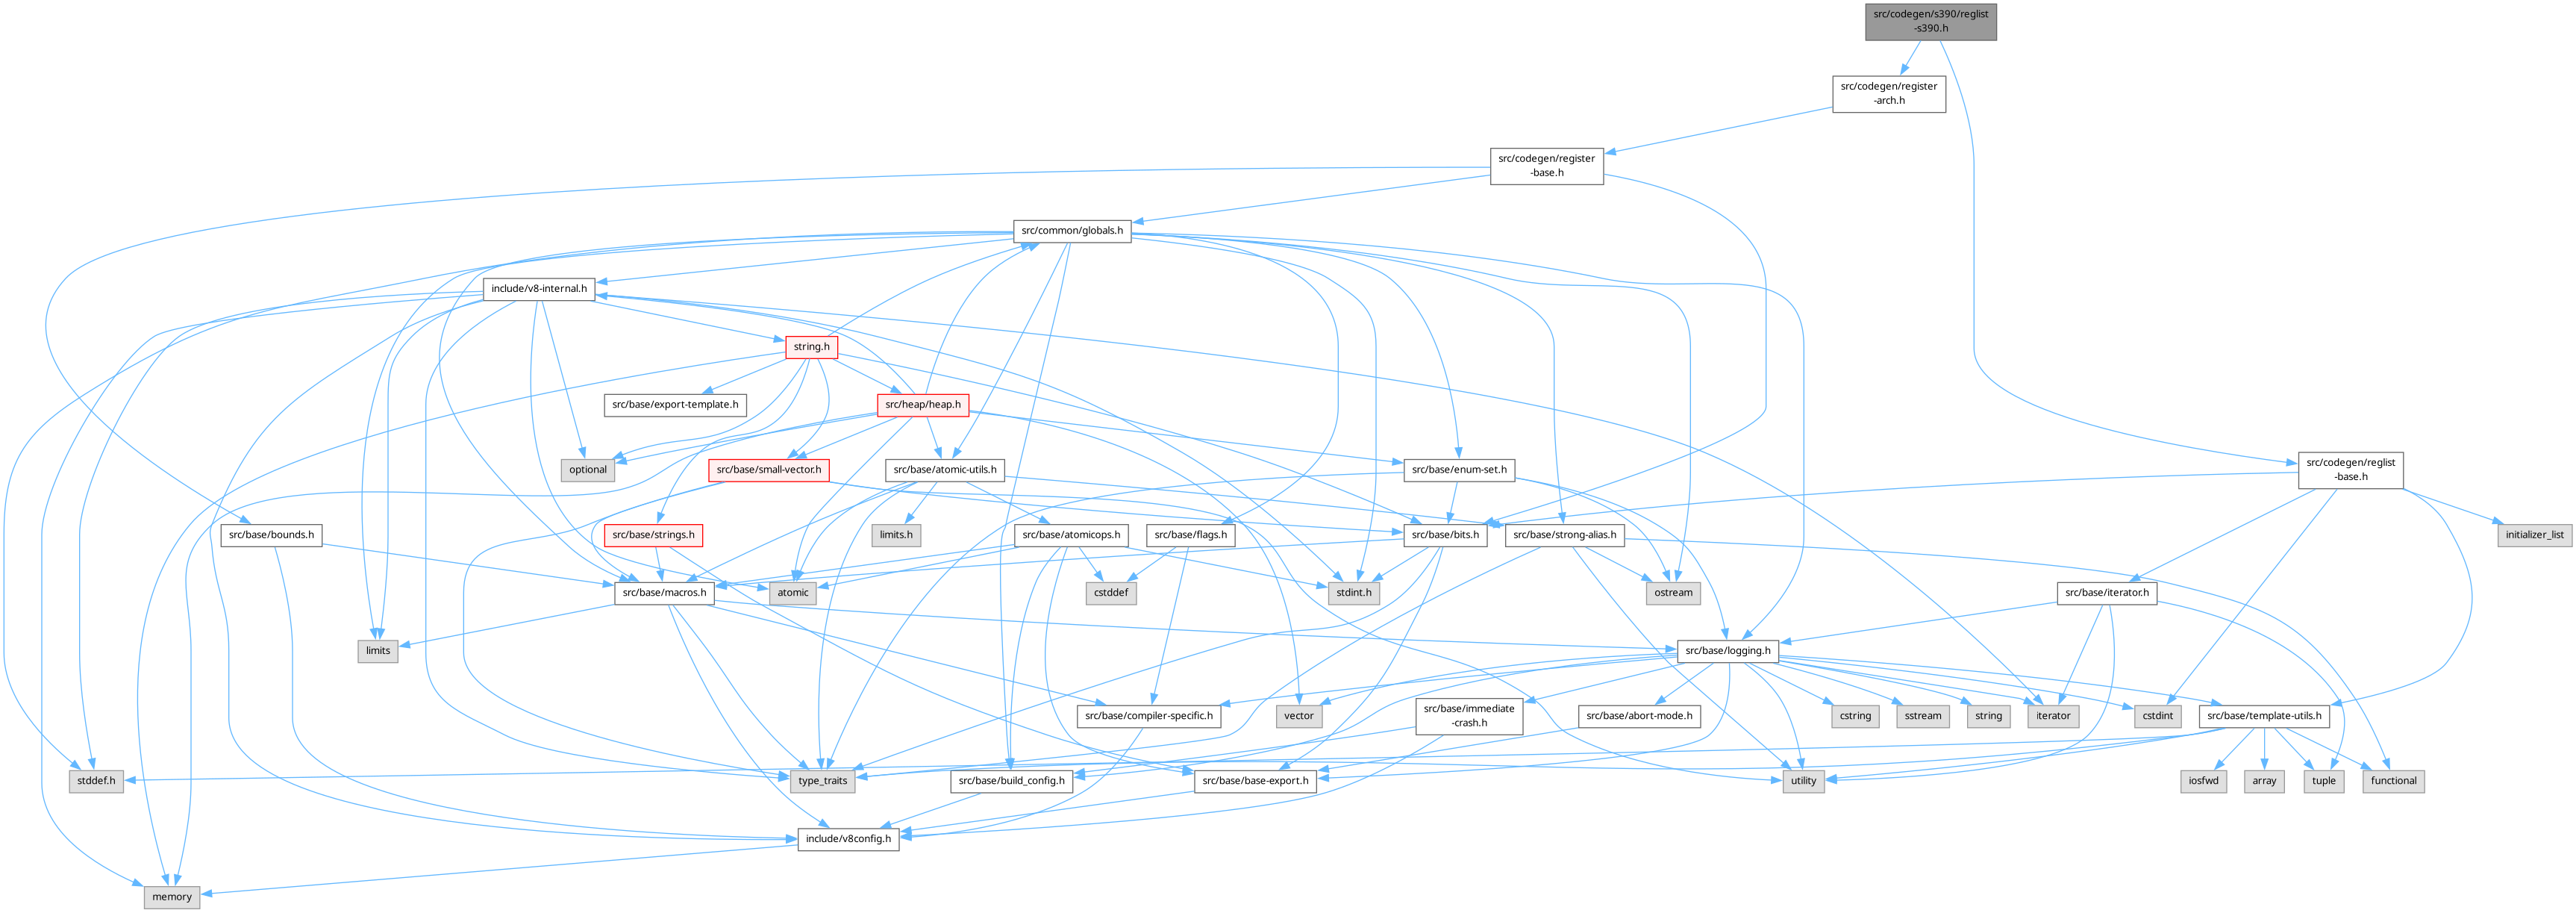 src/codegen/s390/reglist
-s390.h
src/codegen/register
-arch.h
src/codegen/register
-base.h
src/common/globals.h
include/v8-internal.h
string.h
src/base/export-template.h
src/heap/heap.h
optional
src/base/small-vector.h
src/base/atomic-utils.h
src/base/enum-set.h
src/codegen/reglist
-base.h
src/base/bounds.h
src/base/strings.h
limits.h
src/base/atomicops.h
src/base/flags.h
src/base/bits.h
src/base/strong-alias.h
initializer_list
src/base/macros.h
atomic
cstddef
stdint.h
ostream
src/base/iterator.h
limits
src/base/logging.h
src/base/compiler-specific.h
vector
src/base/immediate
-crash.h
src/base/abort-mode.h
cstring
sstream
string
iterator
cstdint
src/base/template-utils.h
stddef.h
type_traits
src/base/build_config.h
src/base/base-export.h
utility
iosfwd
array
tuple
functional
include/v8config.h
memory